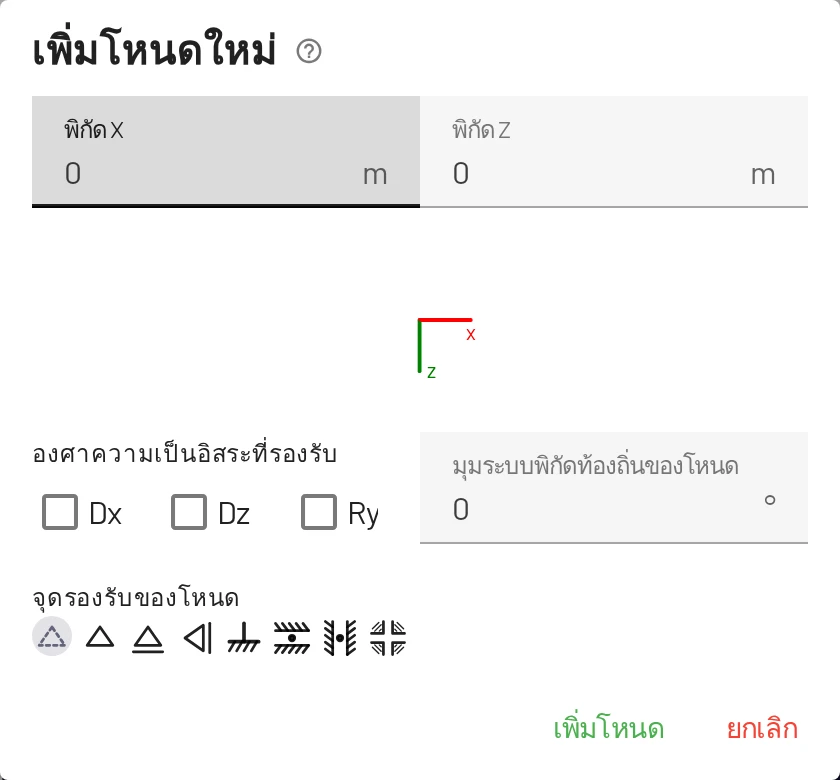 เพิ่มโหนดใหม่ ?
พิกัด X
0 m
พิกัด Z
0 m
x
z
องศาความเป็นอิสระที่รองรับ
Dx Dz Ry
มุมระบบพิกัดท้องถิ่นของโหนด
0 °
จุดรองรับของโหนด
เพิ่มโหนด ยกเลิก